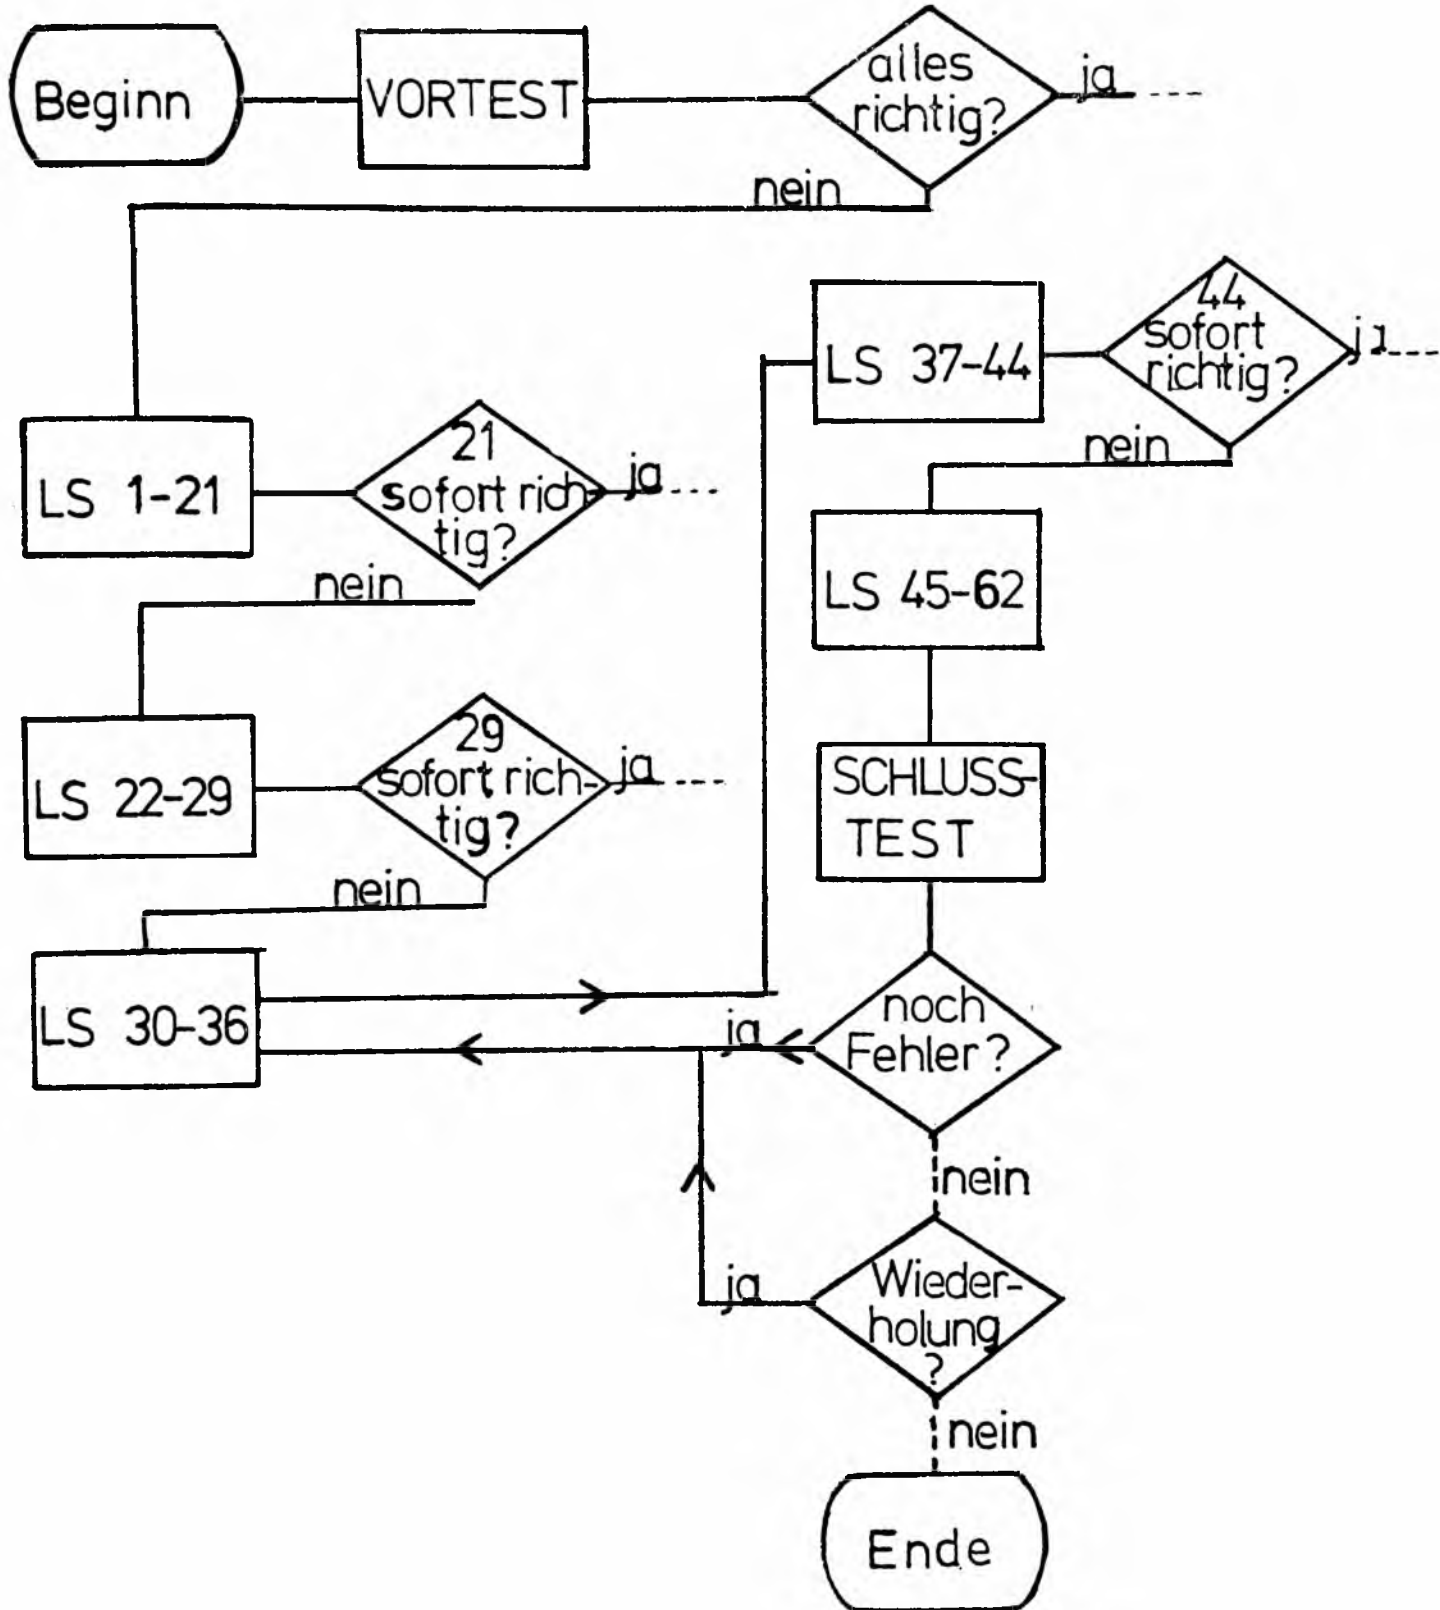 Beginn
VORTEST
alles
richtig?
ja
nein
LS 1-21
21
sofort rich-
tig?
ja
nein
LS 22-29
29
sofort rich-
tig?
ja
nein
LS 30-36
LS 37-44
44
sofort
richtig?
ja
nein
LS 45-62
SCHLUSS-
TEST
noch
Fehler?
ja
nein
Wieder-
holung
?
ja
nein
Ende